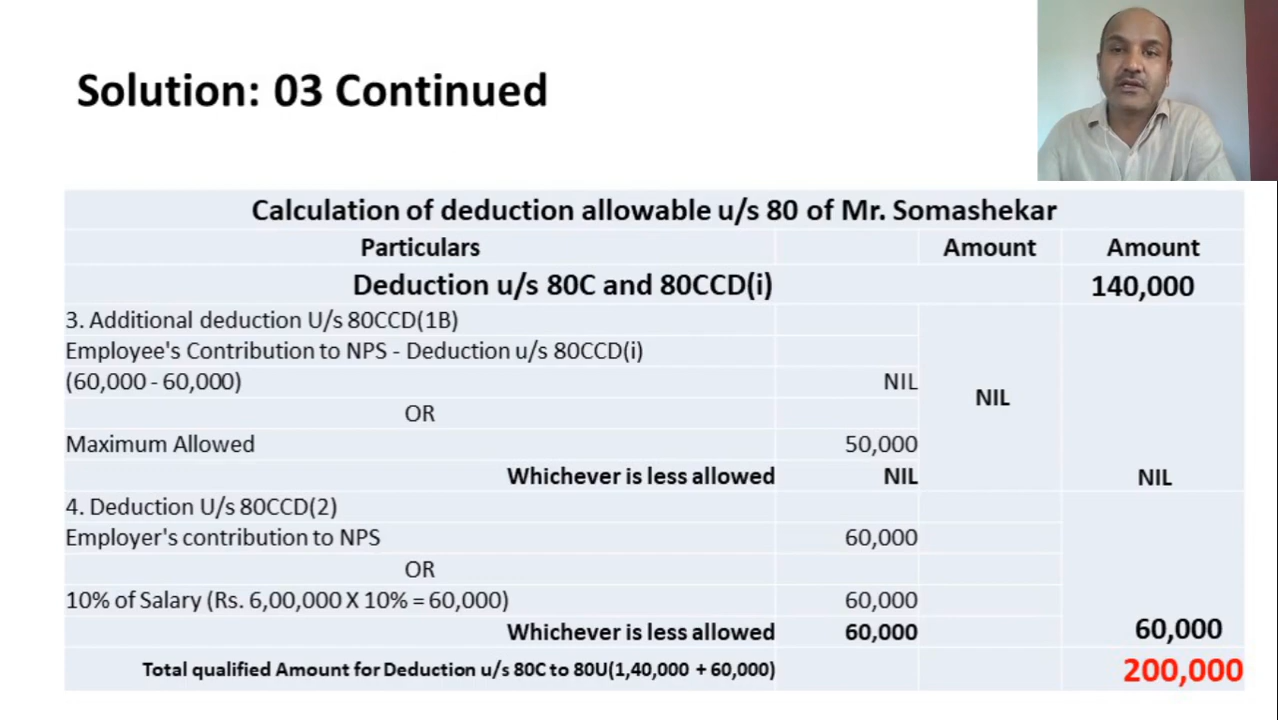 Solution: 03 Continued
Calculation of deduction allowable u/s 80 of Mr. Somashekar
Particulars Amount Amount
Deduction u/s 80C and 80CCD(i) 140,000
3. Additional deduction U/s 80CCD(1B)
Employee's Contribution to NPS - Deduction u/s 80CCD(i)
(60,000 - 60,000) NIL
NIL
OR
Maximum Allowed 50,000
Whichever is less allowed NIL NIL
4. Deduction U/s 80CCD(2)
Employer's contribution to NPS 60,000
OR
10% of Salary (Rs. 6,00,000 X 10% = 60,000) 60,000
Whichever is less allowed 60,000 60,000
Total qualified Amount for Deduction u/s 80C to 80U(1,40,000 + 60,000) 200,000